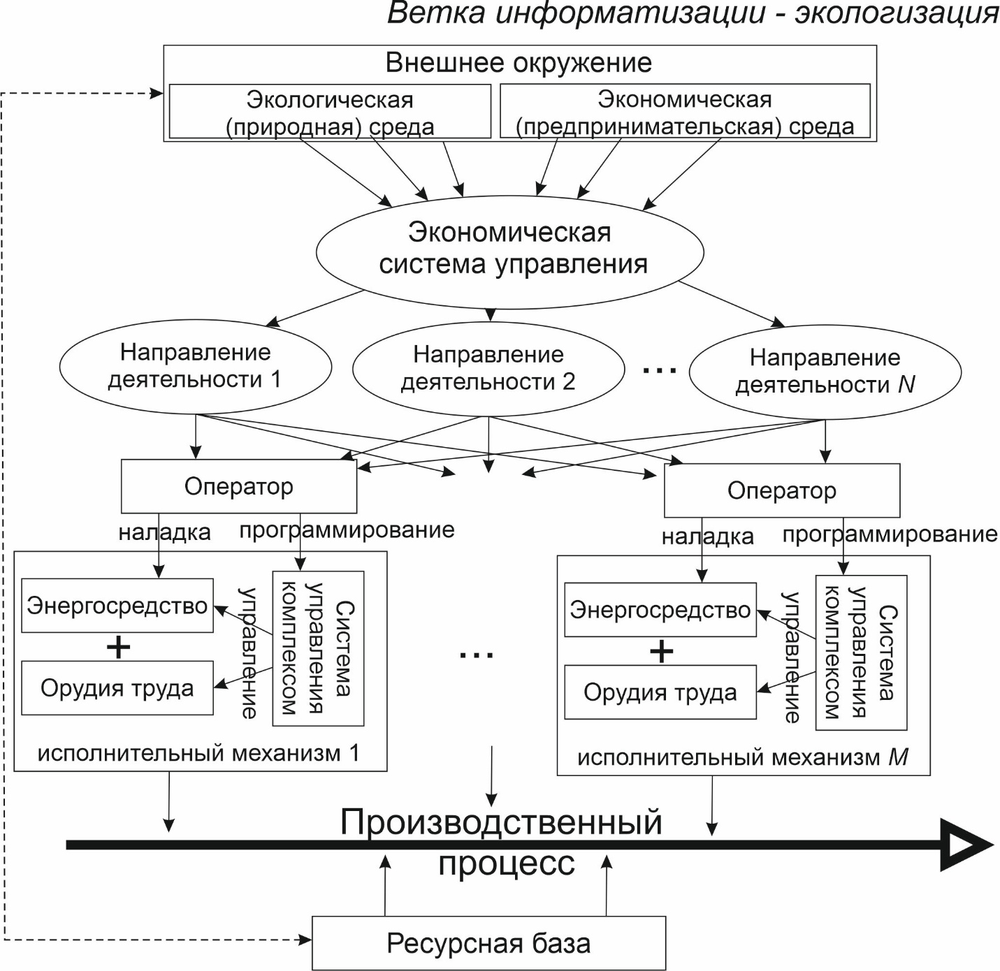 Ветка информатизации - экологизация
Внешнее окружение
Экологическая
(природная) среда
Экономическая
(предпринимательская) среда
Экономическая
система управления
Направление
деятельности 1
Направление
деятельности 2
...
Направление
деятельности N
Оператор
Оператор
наладка
программирование
наладка
программирование
Энергосредство
+
Орудия труда
управление
Система
управления
комплексом
исполнительный механизм 1
...
Энергосредство
+
Орудия труда
управление
Система
управления
комплексом
исполнительный механизм M
Производственный
процесс
Ресурсная база